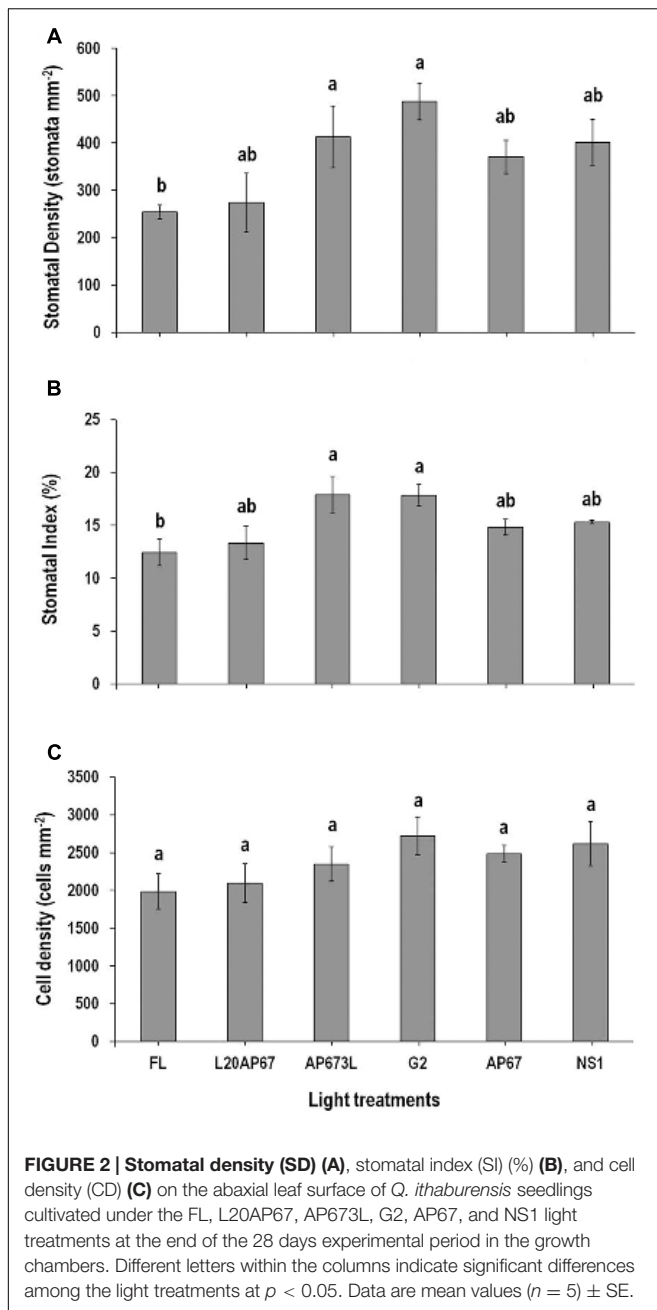 A
Stomatal Density (stomata mm-2)
600
500
400
300
200
100
0
b
ab
a
a
ab
ab
B
Stomatal Index (%)
25
20
15
10
5
0
b
ab
a
a
ab
ab
C
Cell density (cells mm-2)
3500
3000
2500
2000
1500
1000
500
0
a
a
a
a
a
a
FL L20AP67 AP673L G2 AP67 NS1
Light treatments
FIGURE 2 | Stomatal density (SD) (A), stomatal index (SI) (%) (B), and cell
density (CD) (C) on the abaxial leaf surface of Q. ithaburensis seedlings
cultivated under the FL, L20AP67, AP673L, G2, AP67, and NS1 light
treatments at the end of the 28 days experimental period in the growth
chambers. Different letters within the columns indicate significant differences
among the light treatments at p < 0.05. Data are mean values (n = 5) ± SE.